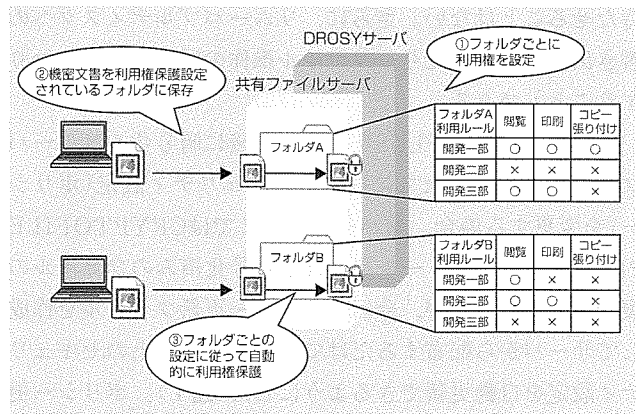 DROSYサーバ
①フォルダごとに
利用権を設定
②機密文書を利用権保護設定
されているフォルダに保存
共有ファイルサーバ
フォルダA
フォルダA
利用ルール 閲覧 印刷 コピー
張り付け
開発一部 ○ ○ ○
開発二部 × × ×
開発三部 ○ ○ ×
フォルダB
フォルダB
利用ルール 閲覧 印刷 コピー
張り付け
開発一部 ○ × ×
開発二部 ○ ○ ×
開発三部 × × ×
③フォルダごとの
設定に従って自動
的に利用権保護